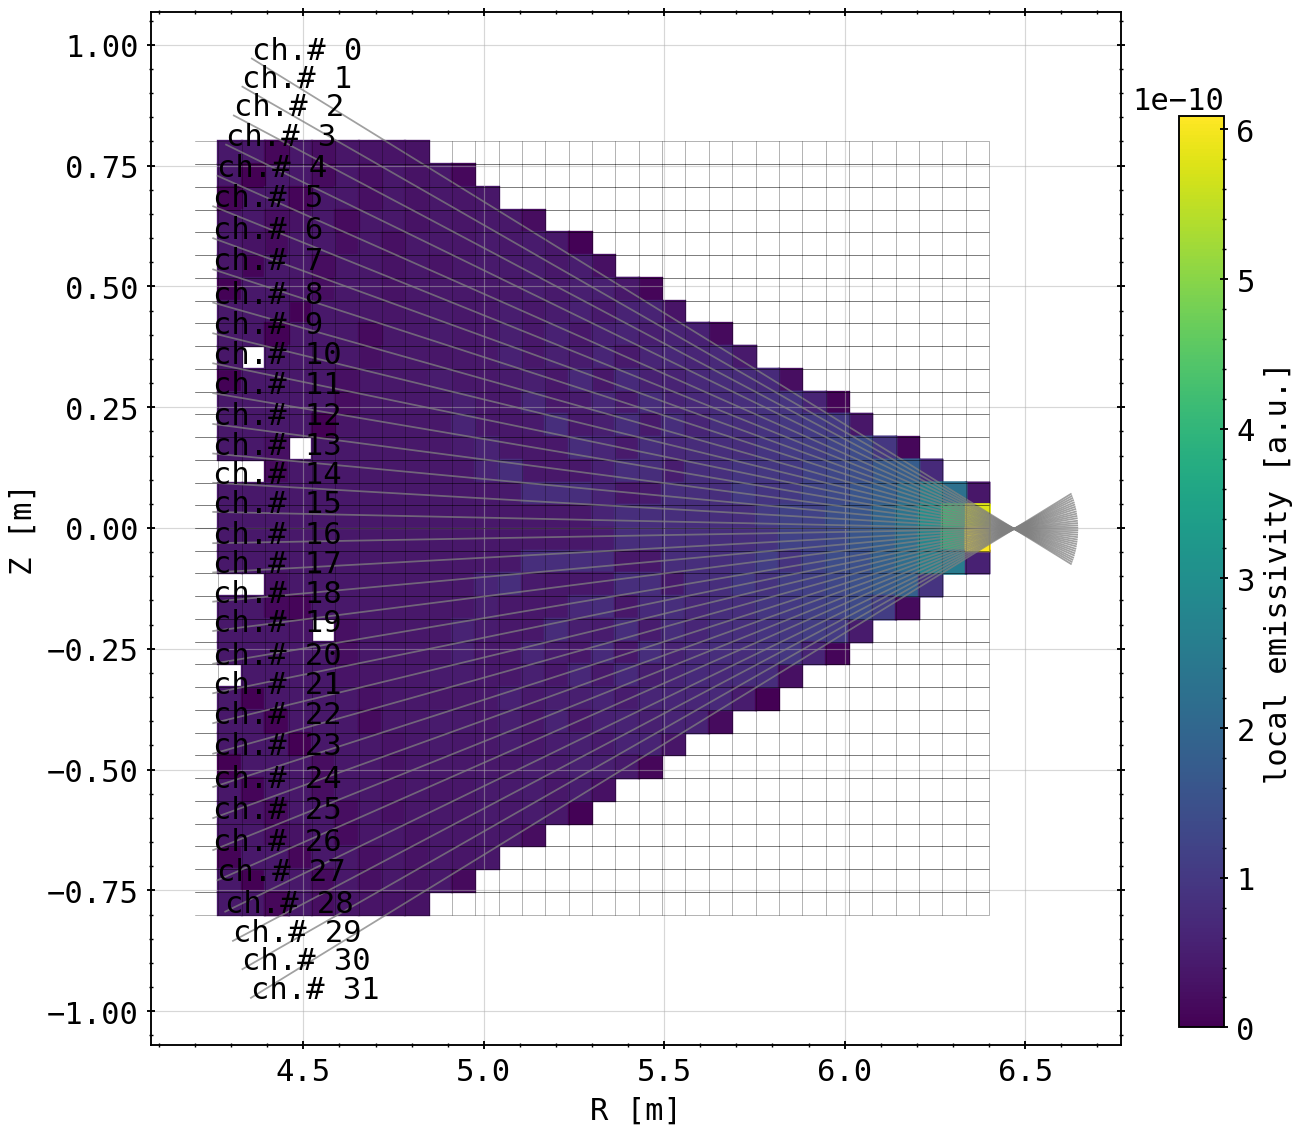 1e−10
ch.# 0
ch.# 1
ch.# 2
ch.# 3
ch.# 4
ch.# 5
ch.# 6
ch.# 7
ch.# 8
ch.# 9
ch.# 10
ch.# 11
ch.# 12
ch.# 13
ch.# 14
ch.# 15
ch.# 16
ch.# 17
ch.# 18
ch.# 19
ch.# 20
ch.# 21
ch.# 22
ch.# 23
ch.# 24
ch.# 25
ch.# 26
ch.# 27
ch.# 28
ch.# 29
ch.# 30
ch.# 31
1.00
0.75
0.50
0.25
0.00
−0.25
−0.50
−0.75
−1.00
Z [m]
4.5
5.0
5.5
6.0
6.5
R [m]
6
5
4
3
2
1
0
local emissivity [a.u.]